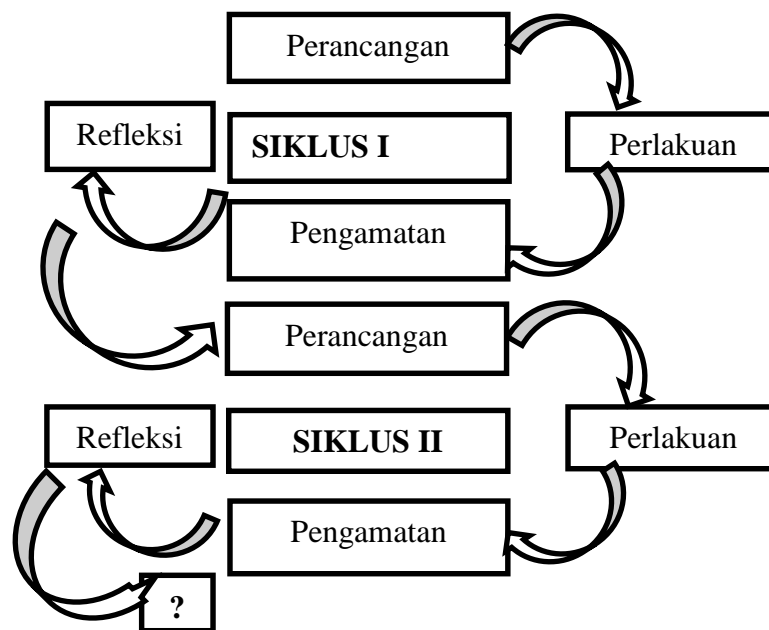 Perancangan
Refleksi
SIKLUS I
Perlakuan
Pengamatan
Perancangan
Refleksi
SIKLUS II
Perlakuan
Pengamatan
?